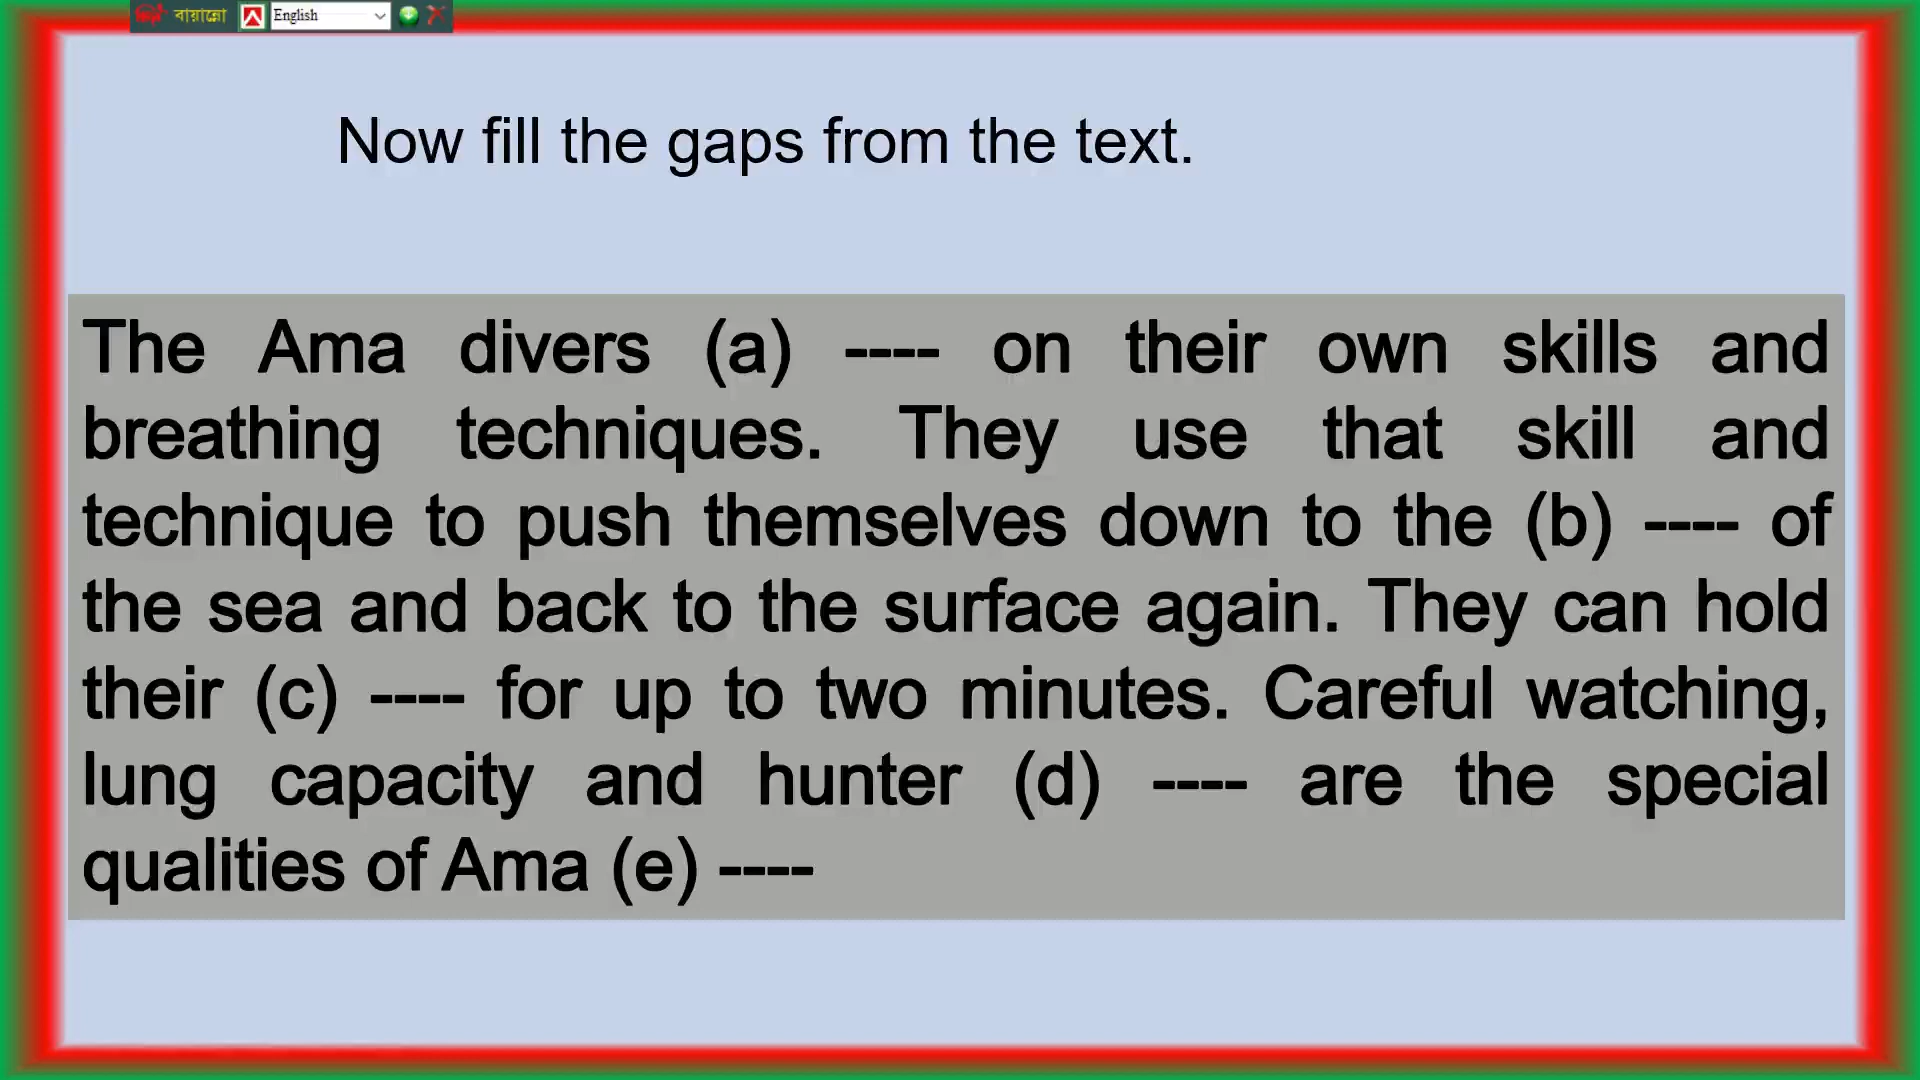 বায়ান্নো English
Now fill the gaps from the text.
The Ama divers (a) ---- on their own skills and
breathing techniques. They use that skill and
technique to push themselves down to the (b) ---- of
the sea and back to the surface again. They can hold
their (c) ---- for up to two minutes. Careful watching,
lung capacity and hunter (d) ---- are the special
qualities of Ama (e) ----